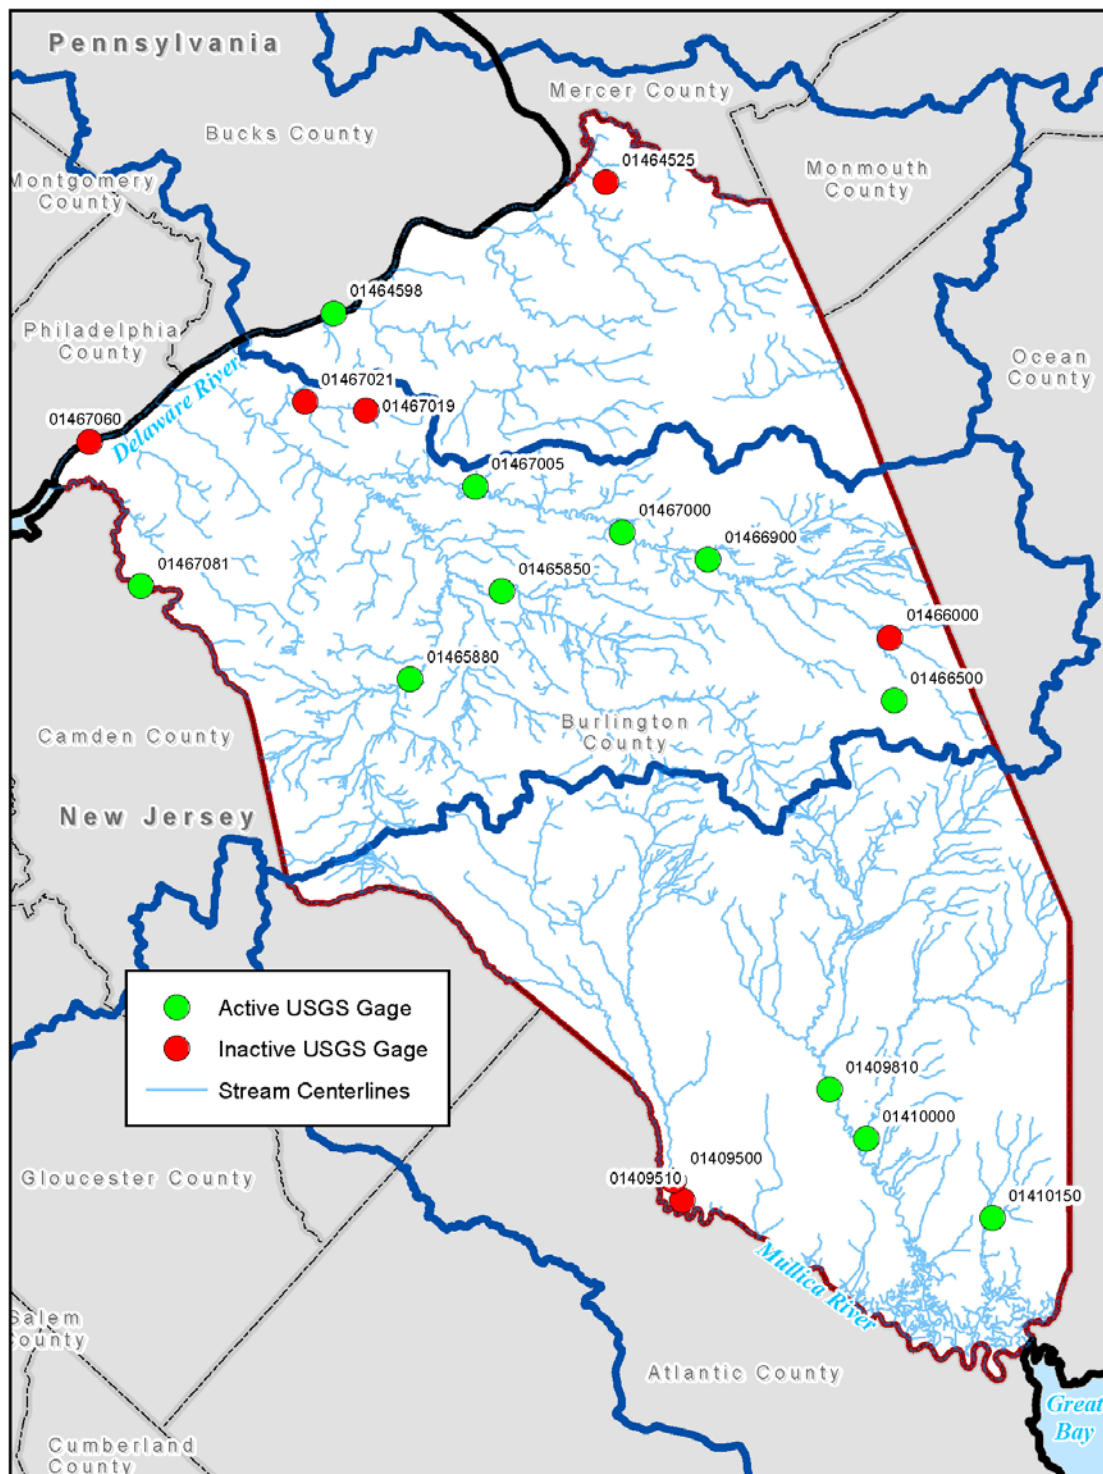 Pennsylvania
Mercer County
Bucks County
01464525
Monmouth
County
Montgomery
County
01464598
Philadelphia
County
Ocean
County
Delaware River
01467021
01467019
01467060
01467005
01467000
01466900
01467081
01465850
01466000
01465880
01466500
Burlington
County
Camden County
New Jersey
Active USGS Gage
Inactive USGS Gage
Stream Centerlines
01409810
01410000
01409500
01409510
Gloucester County
01410150
Mullica River
Salem
County
Atlantic County
Great
Bay
Cumberland
County